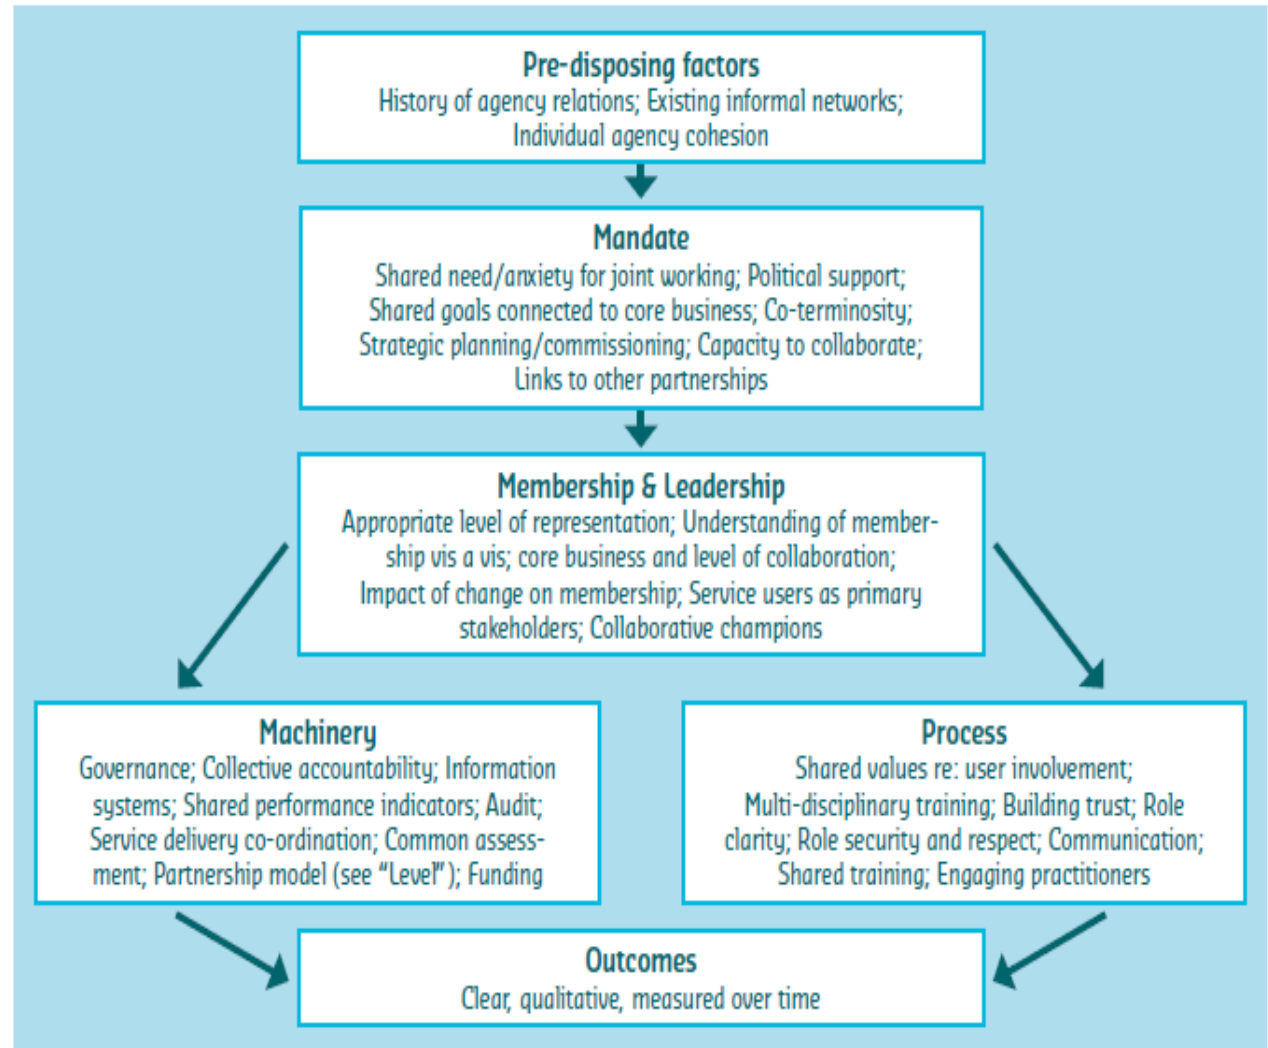 Pre-disposing factors
History of agency relations; Existing informal networks;
Individual agency cohesion
Mandate
Shared need/anxiety for joint working; Political support;
Shared goals connected to core business; Co-terminosity;
Strategic planning/commissioning; Capacity to collaborate;
Links to other partnerships
Membership & Leadership
Appropriate level of representation; Understanding of member-
ship vis a vis; core business and level of collaboration;
Impact of change on membership; Service users as primary
stakeholders; Collaborative champions
Machinery
Governance; Collective accountability; Information
systems; Shared performance indicators; Audit;
Service delivery co-ordination; Common assess-
ment; Partnership model (see “Level”); Funding
Process
Shared values re: user involvement;
Multi-disciplinary training; Building trust; Role
clarity; Role security and respect; Communication;
Shared training; Engaging practitioners
Outcomes
Clear, qualitative, measured over time